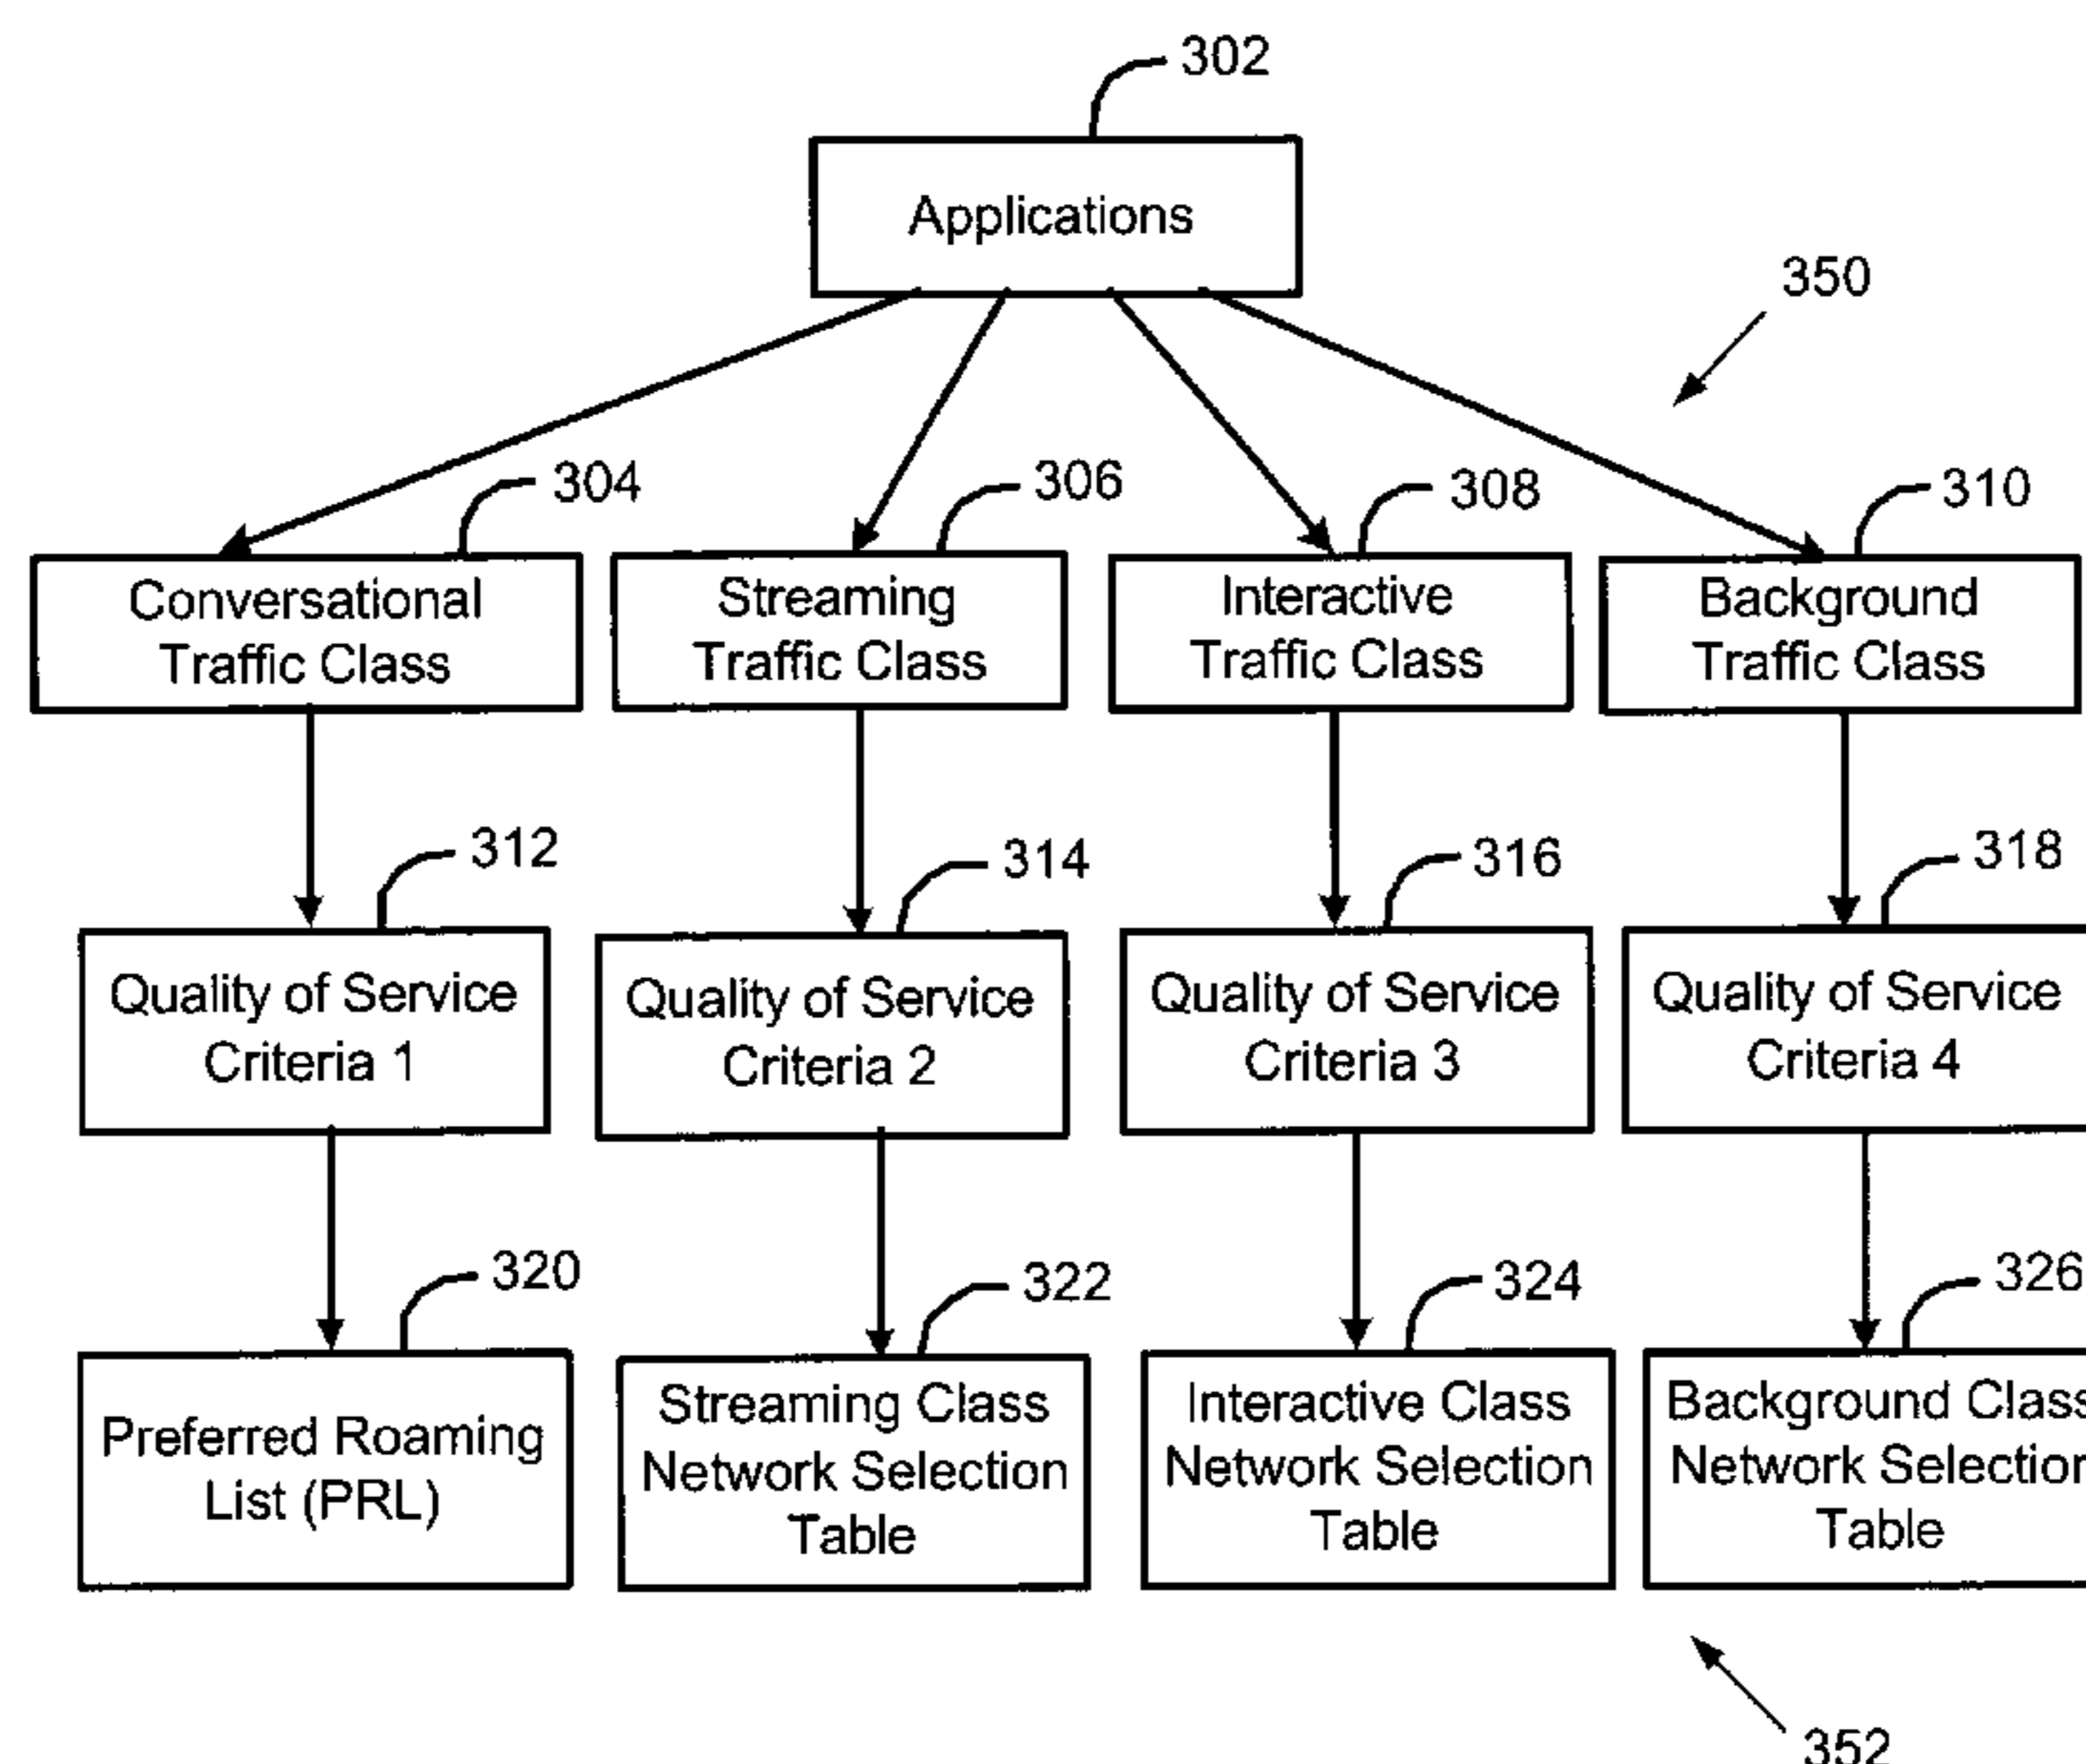 302
Applications
350
304
306
308
310
Conversational
Traffic Class
Streaming
Traffic Class
Interactive
Traffic Class
Background
Traffic Class
312
314
316
318
Quality of Service
Criteria 1
Quality of Service
Criteria 2
Quality of Service
Criteria 3
Quality of Service
Criteria 4
320
322
324
326
Preferred Roaming
List (PRL)
Streaming Class
Network Selection
Table
Interactive Class
Network Selection
Table
Background Class
Network Selection
Table
352